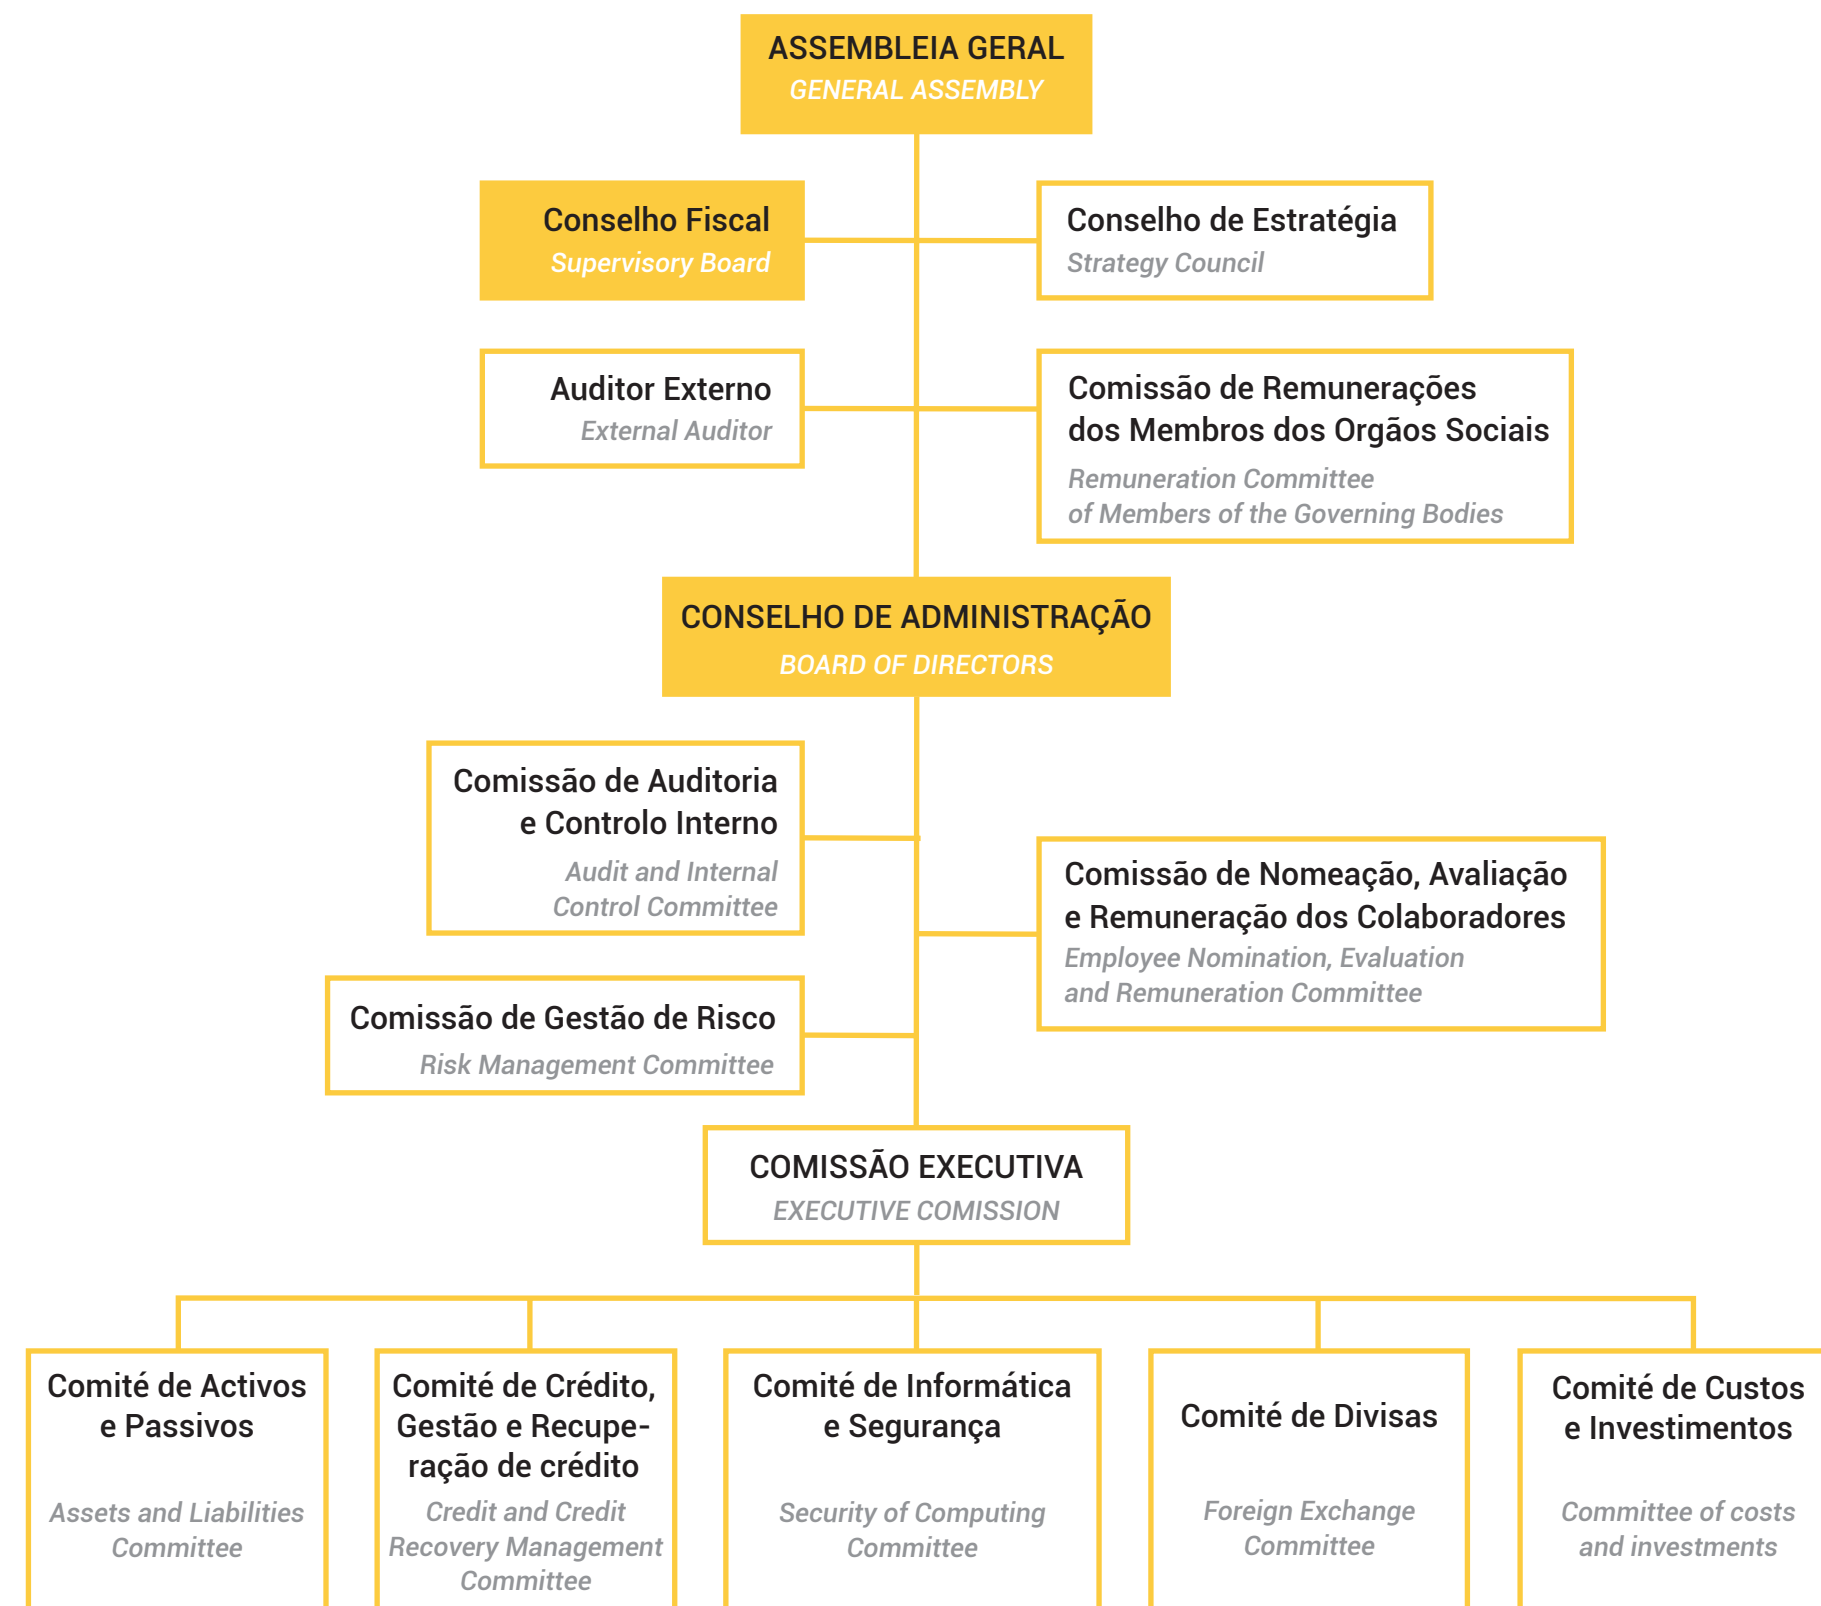 ASSEMBLEIA GERAL
GENERAL ASSEMBLY
Conselho Fiscal
Supervisory Board
Conselho de Estratégia
Strategy Council
Auditor Externo
External Auditor
Comissão de Remunerações
dos Membros dos Orgãos Sociais
Remuneration Committee
of Members of the Governing Bodies
CONSELHO DE ADMINISTRAÇÃO
BOARD OF DIRECTORS
Comissão de Auditoria
e Controlo Interno
Audit and Internal
Control Committee
Comissão de Nomeação, Avaliação
e Remuneração dos Colaboradores
Employee Nomination, Evaluation
and Remuneration Committee
Comissão de Gestão de Risco
Risk Management Committee
COMISSÃO EXECUTIVA
EXECUTIVE COMISSION
Comité de Activos
e Passivos
Assets and Liabilities
Committee
Comité de Crédito,
Gestão e Recupe-
ração de crédito
Credit and Credit
Recovery Management
Committee
Comité de Informática
e Segurança
Security of Computing
Committee
Comité de Divisas
Foreign Exchange
Committee
Comité de Custos
e Investimentos
Committee of costs
and investments